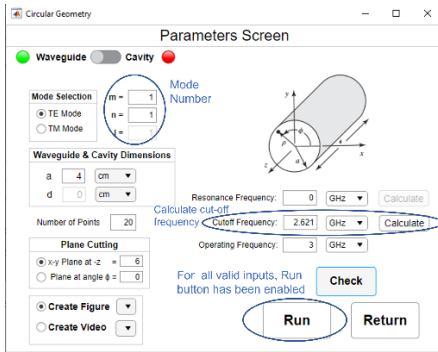 Circular Geometry
Parameters Screen
Waveguide Cavity
Mode Number
Mode Selection
TE Mode
TM Mode
m = 1
n = 1
l = 1
Waveguide & Cavity Dimensions
a 4 cm
d 0 cm
Number of Points 20
Plane Cutting
x-y Plane at -z = 6
Plane at angle ϕ = 0
Create Figure
Create Video
y
ρ
ϕ
x
z
a
Resonance Frequency: 0 GHz Calculate
Calculate cut-off frequency
Cutoff Frequency: 2.621 GHz Calculate
Operating Frequency: 3 GHz
For all valid inputs, Run
button has been enabled
Check
Run
Return